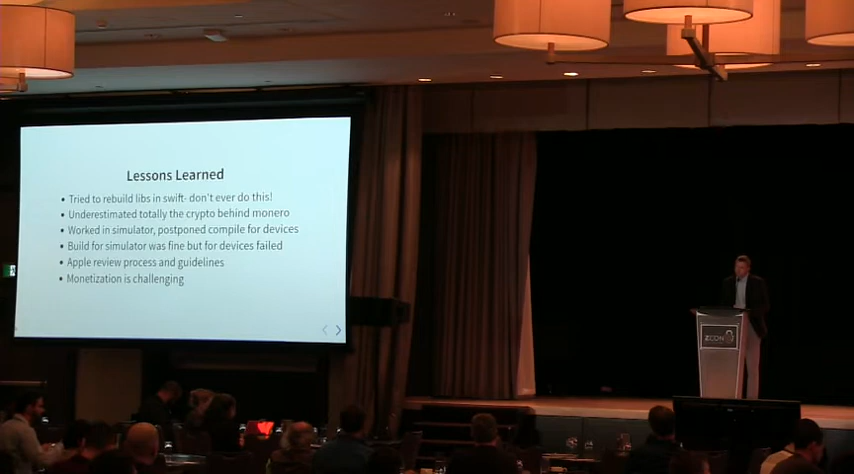 Lessons Learned
• Tried to rebuild libs in swift- don't ever do this!
• Underestimated totally the crypto behind monero
• Worked in simulator, postponed compile for devices
• Build for simulator was fine but for devices failed
• Apple review process and guidelines
• Monetization is challenging
ZCON